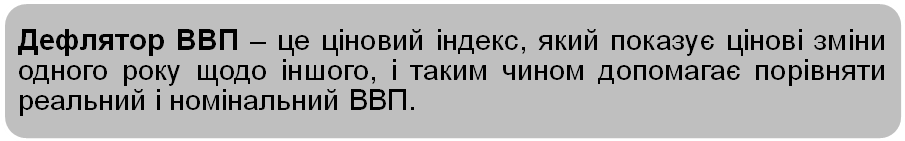 Дефлятор ВВП – це ціновий індекс, який показує цінові зміни
одного року щодо іншого, і таким чином допомагає порівняти
реальний і номінальний ВВП.